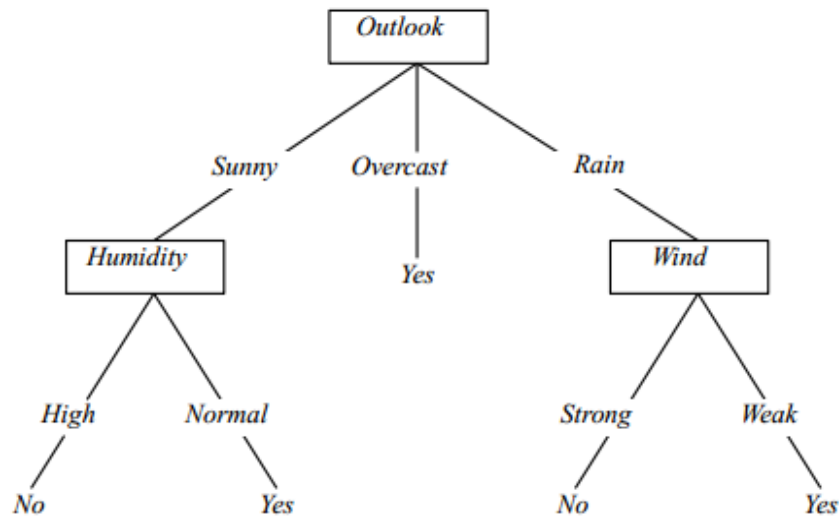 Outlook
Sunny Overcast Rain
Humidity Yes Wind
High Normal Strong Weak
No Yes No Yes